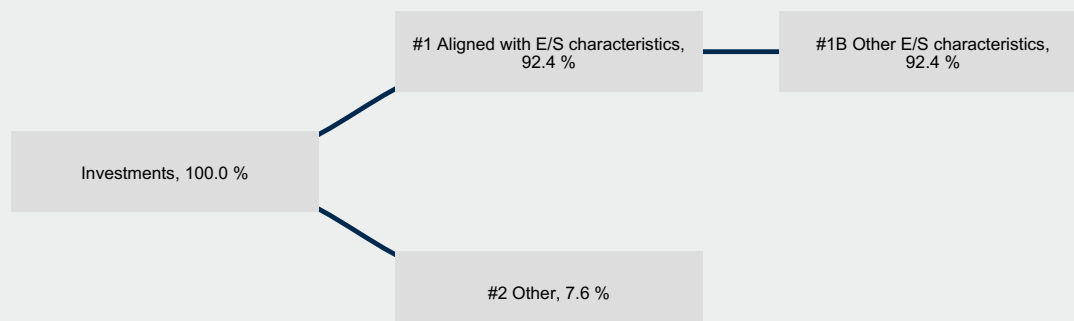 #1 Aligned with E/S characteristics,
92.4 %
#1B Other E/S characteristics,
92.4 %
Investments, 100.0 %
#2 Other, 7.6 %